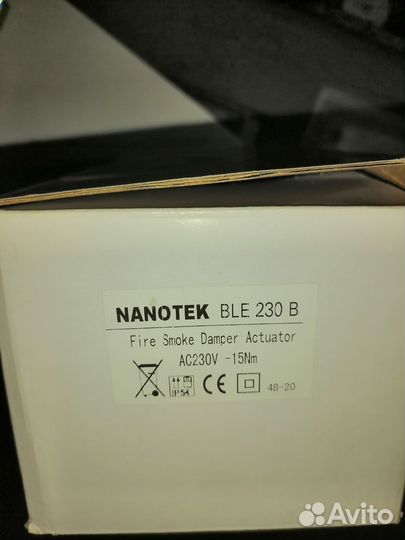 NANOTEK BLE 230 B
Fire Smoke Damper Actuator
AC230V -15Nm
IP54 CE 48-20
Avito